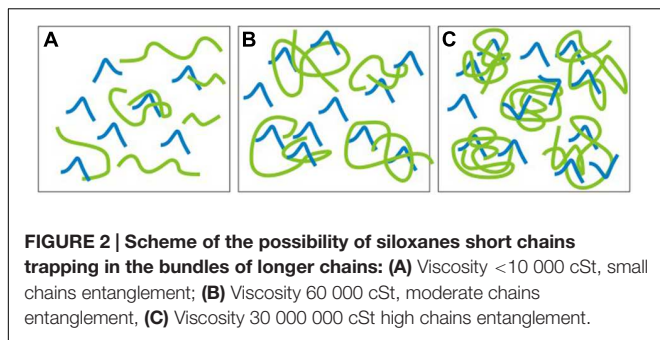 A B C
FIGURE 2 | Scheme of the possibility of siloxanes short chains
trapping in the bundles of longer chains: (A) Viscosity <10 000 cSt, small
chains entanglement; (B) Viscosity 60 000 cSt, moderate chains
entanglement, (C) Viscosity 30 000 000 cSt high chains entanglement.